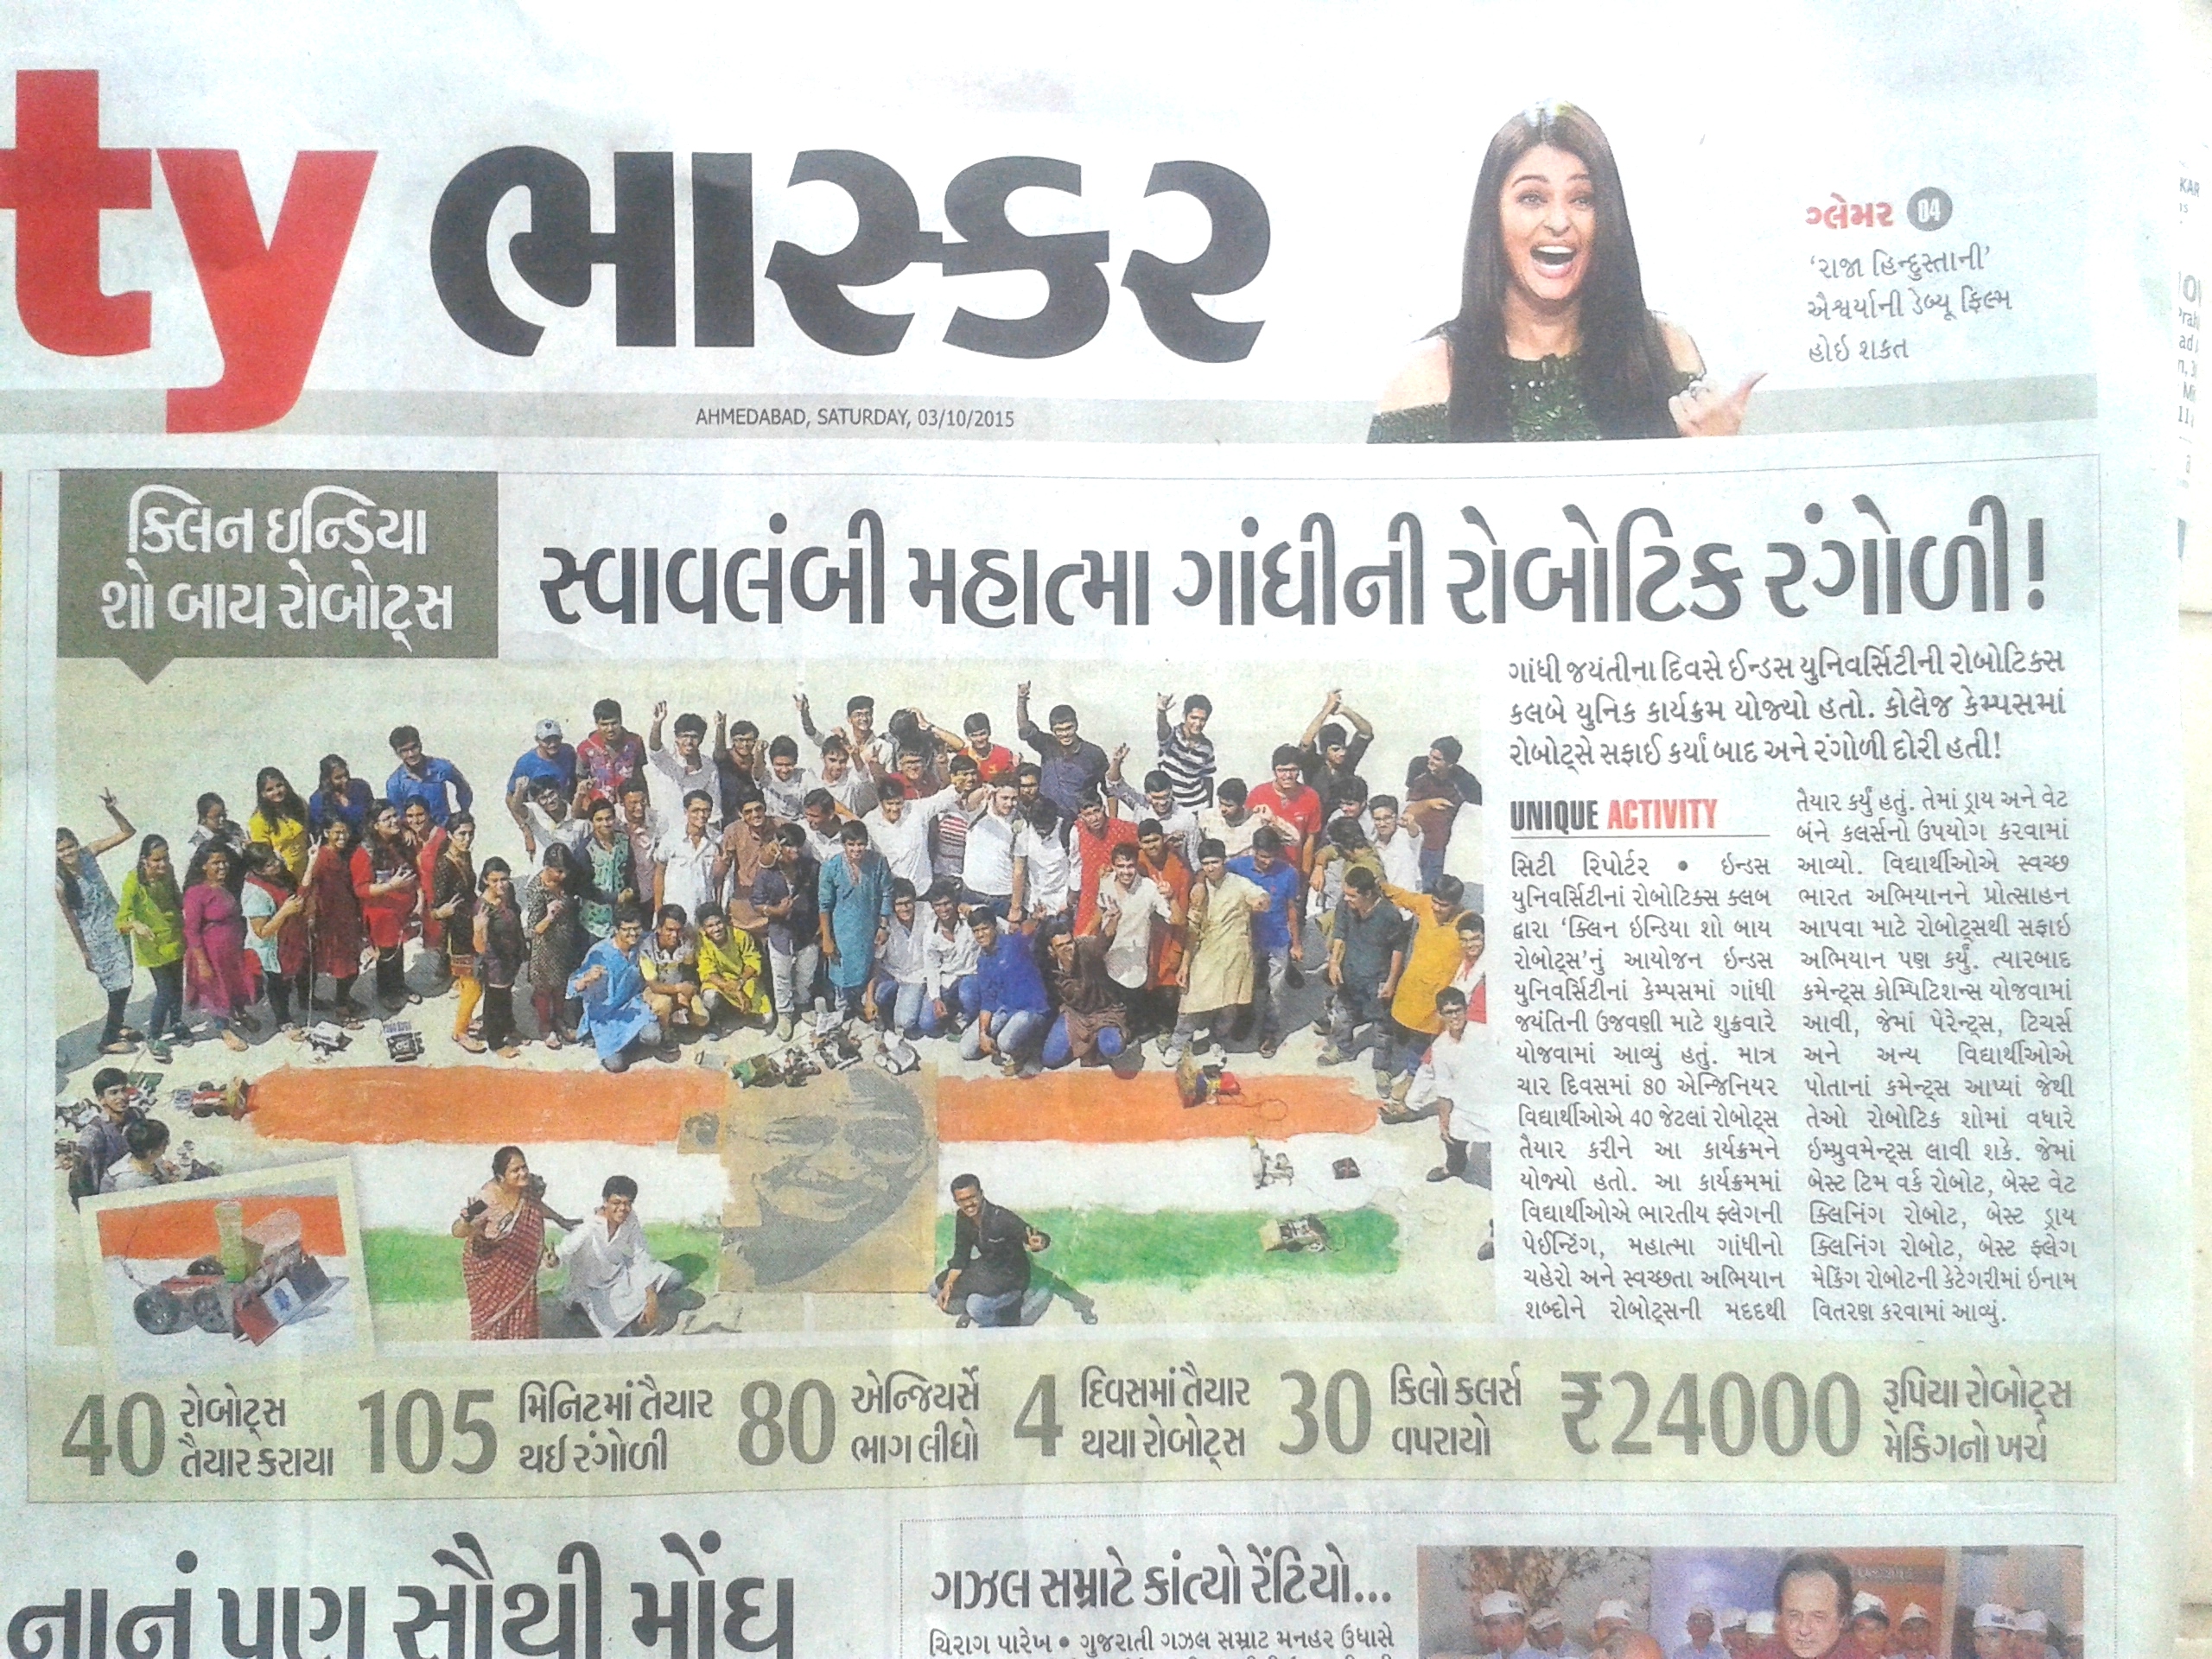 ty ભાસ્કર
ગ્લેમર 04
'રાજા હિન્દુસ્તાની'
ઐશ્વર્યાની ડેબ્યૂ ફિલ્મ
હોઇ શકત
AHMEDABAD, SATURDAY, 03/10/2015
ક્લિન ઇન્ડિયા
શો બાય રોબોટ્સ
સ્વાવલંબી મહાત્મા ગાંધીની રોબોટિક રંગોળી!
ગાંધી જયંતીના દિવસે ઈન્ડસ યુનિવર્સિટીની રોબોટિક્સ
કલબે યુનિક કાર્યક્રમ યોજ્યો હતો. કોલેજ કેમ્પસમાં
રોબોટ્સે સફાઈ કર્યા બાદ અને રંગોળી દોરી હતી!
UNIQUE ACTIVITY
સિટી રિપોર્ટર • ઇન્ડસ
યુનિવર્સિટીનાં રોબોટિક્સ ક્લબ
દ્વારા 'ક્લિન ઇન્ડિયા શો બાય
રોબોટ્સ'નું આયોજન ઇન્ડસ
યુનિવર્સિટીનાં કેમ્પસમાં ગાંધી
જયંતિની ઉજવણી માટે શુક્રવારે
યોજવામાં આવ્યું હતું. માત્ર
ચાર દિવસમાં 80 એન્જિનિયર
વિદ્યાર્થીઓએ 40 જેટલાં રોબોટ્સ
તૈયાર કરીને આ કાર્યક્રમને
યોજ્યો હતો. આ કાર્યક્રમમાં
વિદ્યાર્થીઓએ ભારતીય ફ્લેગની
પેઈન્ટિંગ, મહાત્મા ગાંધીનો
ચહેરો અને સ્વચ્છતા અભિયાન
શબ્દોને રોબોટ્સની મદદથી
તૈયાર કર્યું હતું. તેમાં ડ્રાય અને વેટ
બંને કલર્સનો ઉપયોગ કરવામાં
આવ્યો. વિદ્યાર્થીઓએ સ્વચ્છ
ભારત અભિયાનને પ્રોત્સાહન
આપવા માટે રોબોટ્સથી સફાઇ
અભિયાન પણ કર્યું. ત્યારબાદ
કમેન્ટ્સ કોમ્પિટિશન્સ યોજવામાં
આવી, જેમાં પેરેન્ટ્સ, ટિચર્સ
અને અન્ય વિદ્યાર્થીઓએ
પોતાનાં કમેન્ટ્સ આપ્યાં જેથી
તેઓ રોબોટિક શોમાં વધારે
ઇમ્પ્રુવમેન્ટ્સ લાવી શકે. જેમાં
બેસ્ટ ટિમ વર્ક રોબોટ, બેસ્ટ વેટ
ક્લિનિંગ રોબોટ, બેસ્ટ ડ્રાય
ક્લિનિંગ રોબોટ, બેસ્ટ ફ્લેગ
મેકિંગ રોબોટની કેટેગરીમાં ઇનામ
વિતરણ કરવામાં આવ્યું.
40 રોબોટ્સ
તૈયાર કરાયા
105 મિનિટમાં તૈયાર
થઈ રંગોળી
80 એન્જિયર્સે
ભાગ લીધો
4 દિવસમાં તૈયાર
થયા રોબોટ્સ
30 કિલો કલર્સ
વપરાયો
₹24000 રૂપિયા રોબોટ્સ
મેકિંગનો ખર્ચ
નાનું પણ સૌથી મોંઘ
ગઝલ સમ્રાટે કાંત્યો રેંટિયો...
ચિરાગ પારેખ • ગુજરાતી ગઝલ સમ્રાટ મનહર ઉધાસે